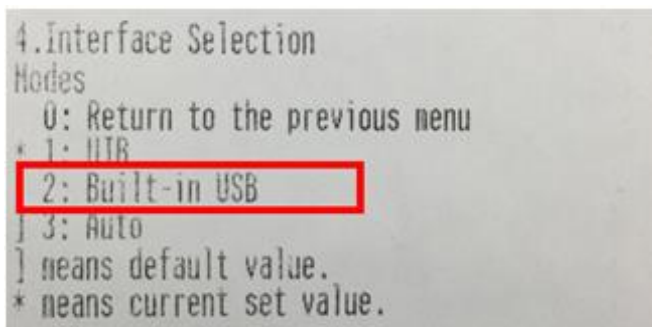 4.Interface Selection
Modes
0: Return to the previous menu
* 1: UIB
2: Built-in USB
] 3: Auto
] means default value.
* means current set value.